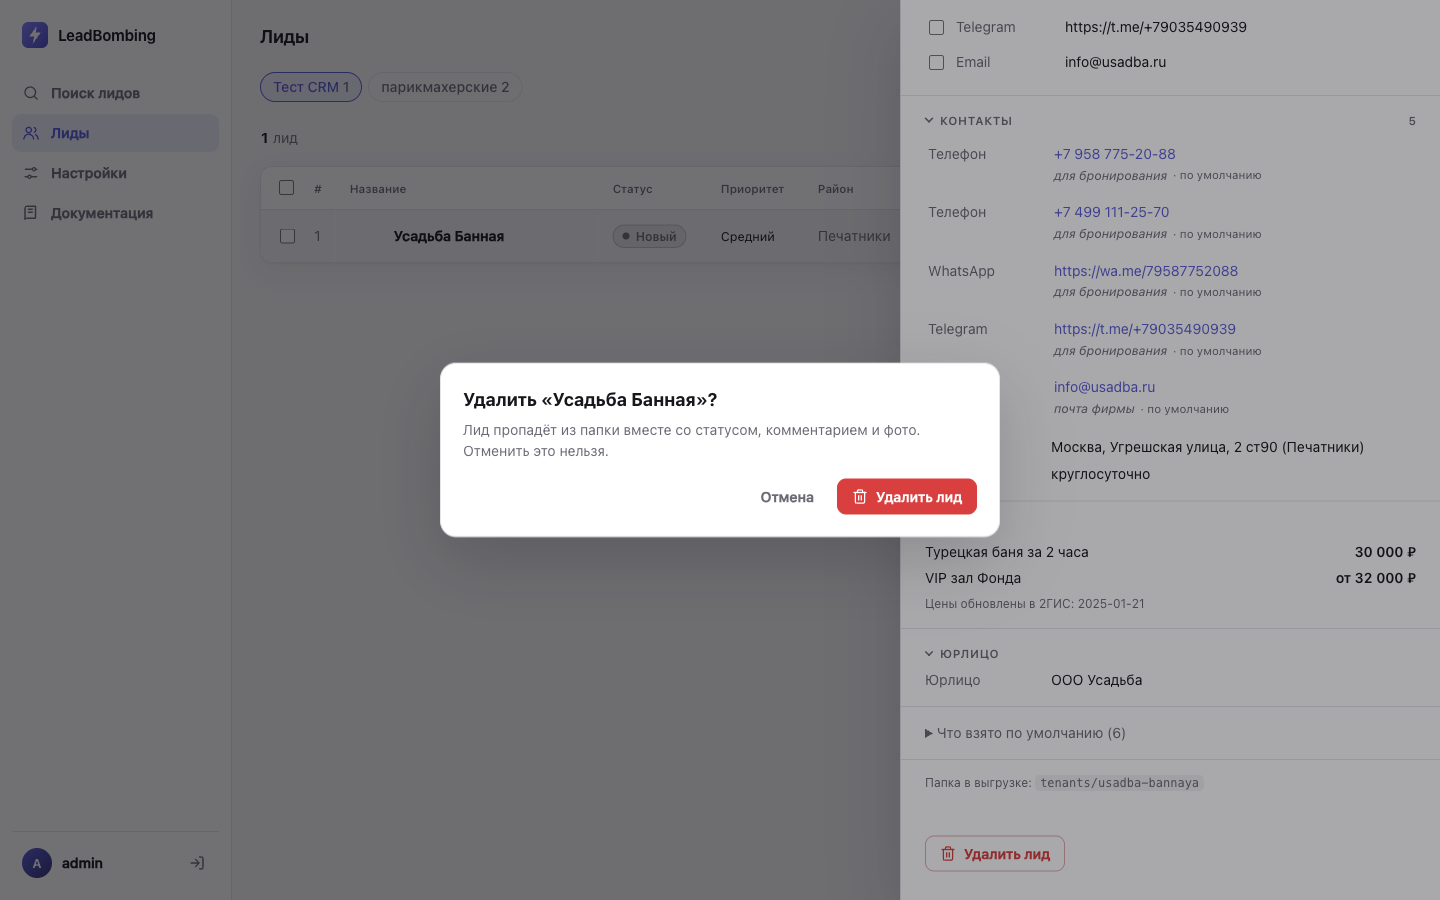 LeadBombing
Поиск лидов
Лиды
Настройки
Документация
A admin
Лиды
Тест CRM 1
парикмахерские 2
1 лид
# Название Статус Приоритет Район
1 Усадьба Банная Новый Средний Печатники
Telegram https://t.me/+79035490939
Email info@usadba.ru
КОНТАКТЫ 5
Телефон +7 958 775-20-88
для бронирования · по умолчанию
Телефон +7 499 111-25-70
для бронирования · по умолчанию
WhatsApp https://wa.me/79587752088
для бронирования · по умолчанию
Telegram https://t.me/+79035490939
для бронирования · по умолчанию
info@usadba.ru
почта фирмы · по умолчанию
Москва, Угрешская улица, 2 ст90 (Печатники)
круглосуточно
Турецкая баня за 2 часа 30 000 ₽
VIP зал Фонда от 32 000 ₽
Цены обновлены в 2ГИС: 2025-01-21
ЮРЛИЦО
Юрлицо ООО Усадьба
Что взято по умолчанию (6)
Папка в выгрузке: tenants/usadba-bannaya
Удалить лид
Удалить «Усадьба Банная»?
Лид пропадёт из папки вместе со статусом, комментарием и фото.
Отменить это нельзя.
Отмена
Удалить лид